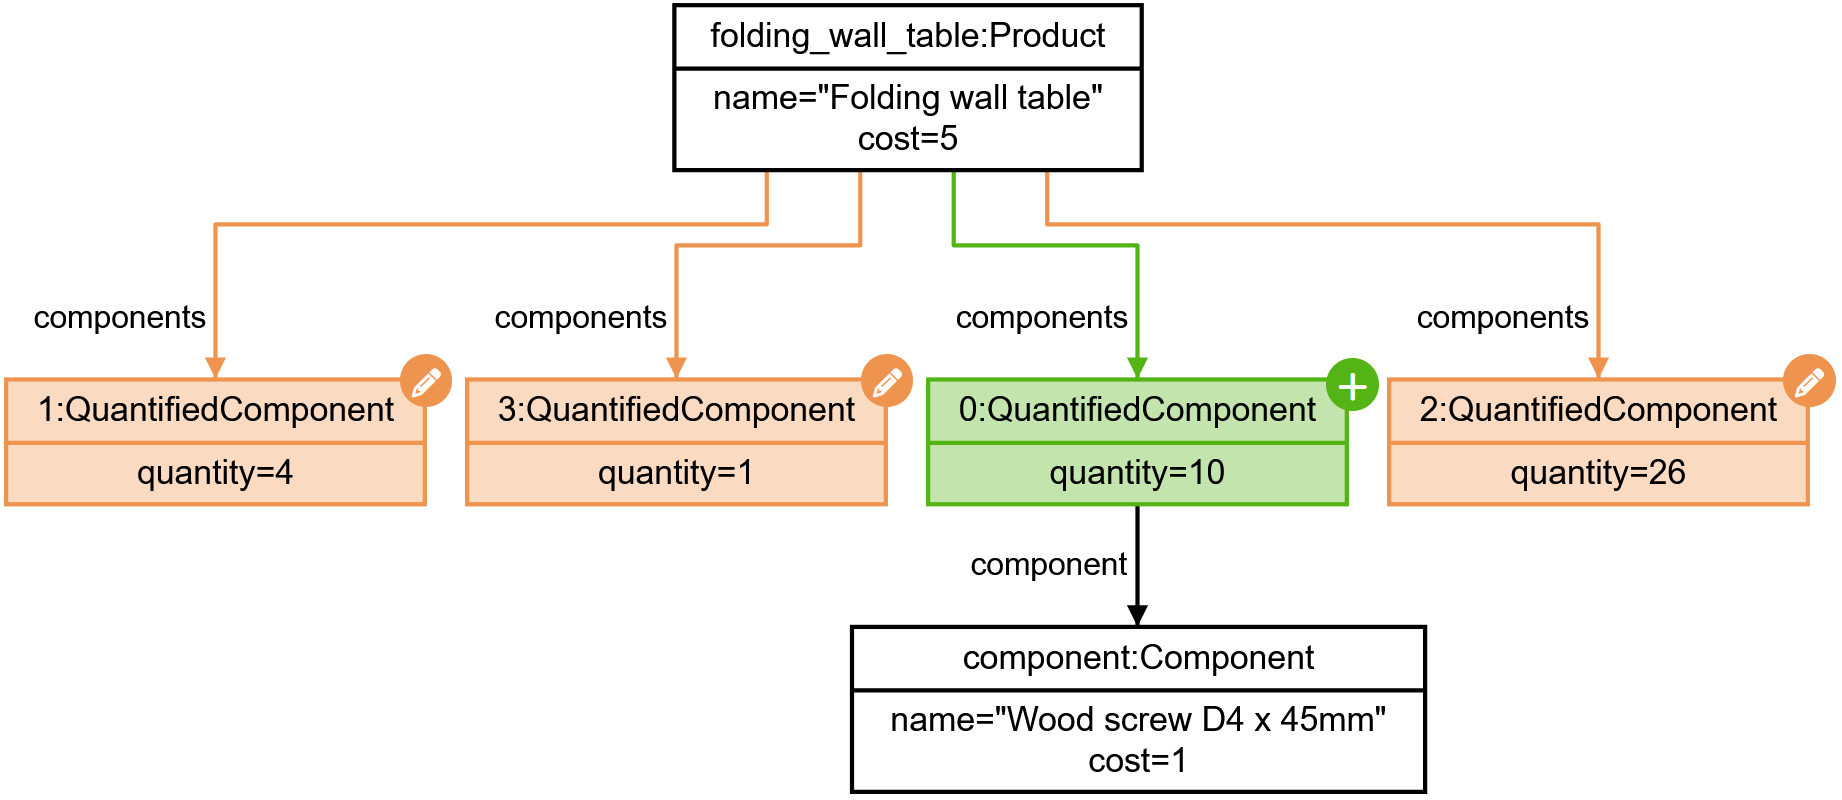 folding_wall_table:Product
name="Folding wall table"
cost=5
components
components
components
components
1:QuantifiedComponent
quantity=4
3:QuantifiedComponent
quantity=1
0:QuantifiedComponent
quantity=10
2:QuantifiedComponent
quantity=26
component
component:Component
name="Wood screw D4 x 45mm"
cost=1